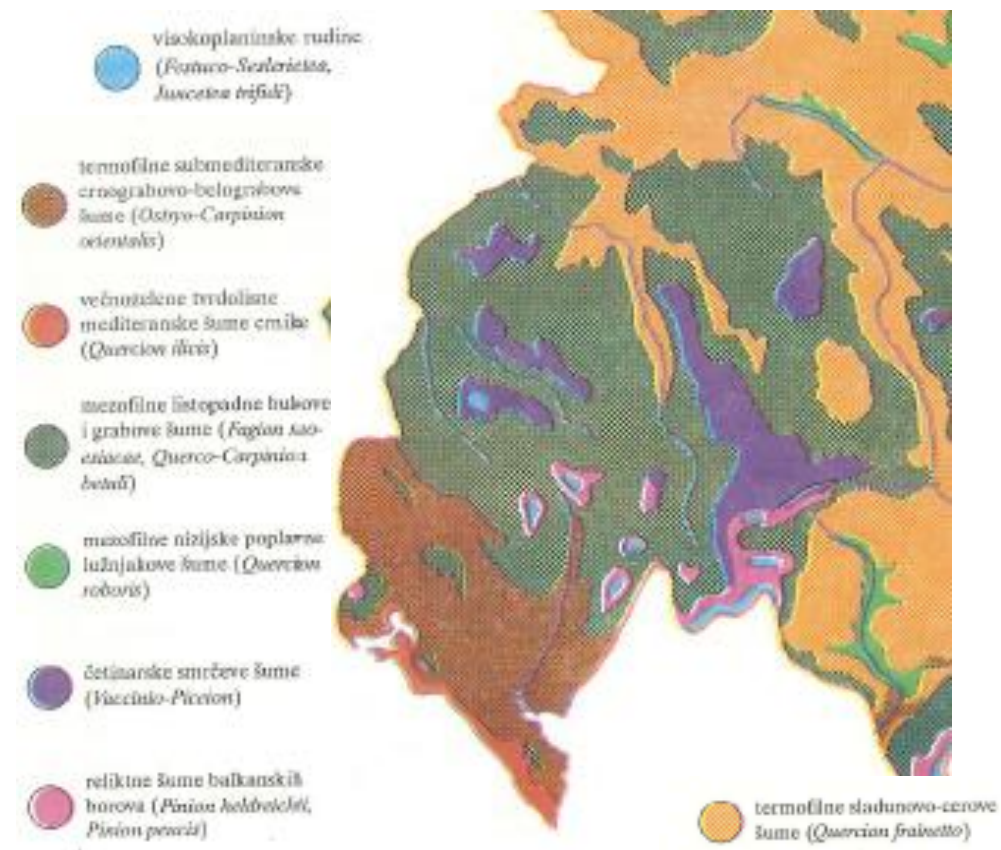 visokoplaninske rudine
(Festuco-Seslerietea,
Juncetea trifidi)
termofilne submediteranske
crnograbovo-belograbove
šume (Ostryo-Carpinion
orientalis)
večnozelene tvrdolisne
mediteranske šume crnike
(Quercion ilicis)
mezofilne listopadne bukove
i grabove šume (Fagion mo-
esiacae, Querco-Carpinion
betuli)
mezofilne nizijske poplavne
lužnjakove šume (Quercion
roboris)
četinarske smrčeve šume
(Vaccinio-Piceion)
reliktne šume balkanskih
borova (Pinion heldreichii,
Pinion peucis)
termofilne sladunovo-cerove
šume (Quercion frainetto)